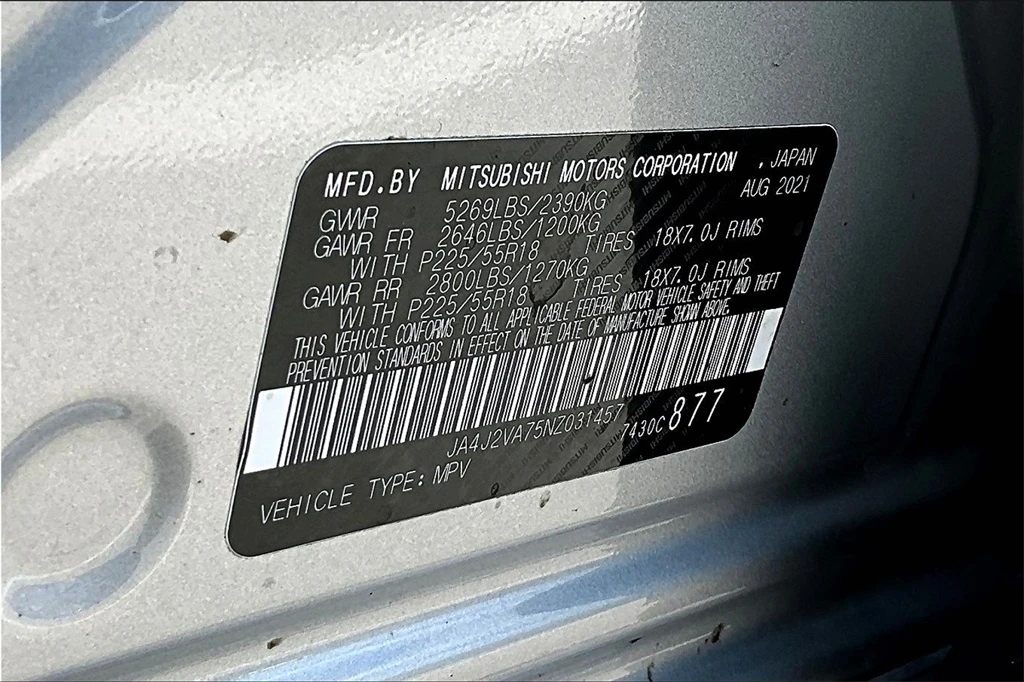 MFD.BY MITSUBISHI MOTORS CORPORATION , JAPAN
AUG 2021
GVWR 5269LBS/2390KG
GAWR FR 2646LBS/1200KG
WITH P225/55R18 TIRES 18X7.0J RIMS
GAWR RR 2800LBS/1270KG
WITH P225/55R18 TIRES 18X7.0J RIMS
THIS VEHICLE CONFORMS TO ALL APPLICABLE FEDERAL MOTOR VEHICLE SAFETY AND THEFT
PREVENTION STANDARDS IN EFFECT ON THE DATE OF MANUFACTURE SHOWN ABOVE.
JA4J2VA75NZ031457
7430C 877
VEHICLE TYPE: MPV